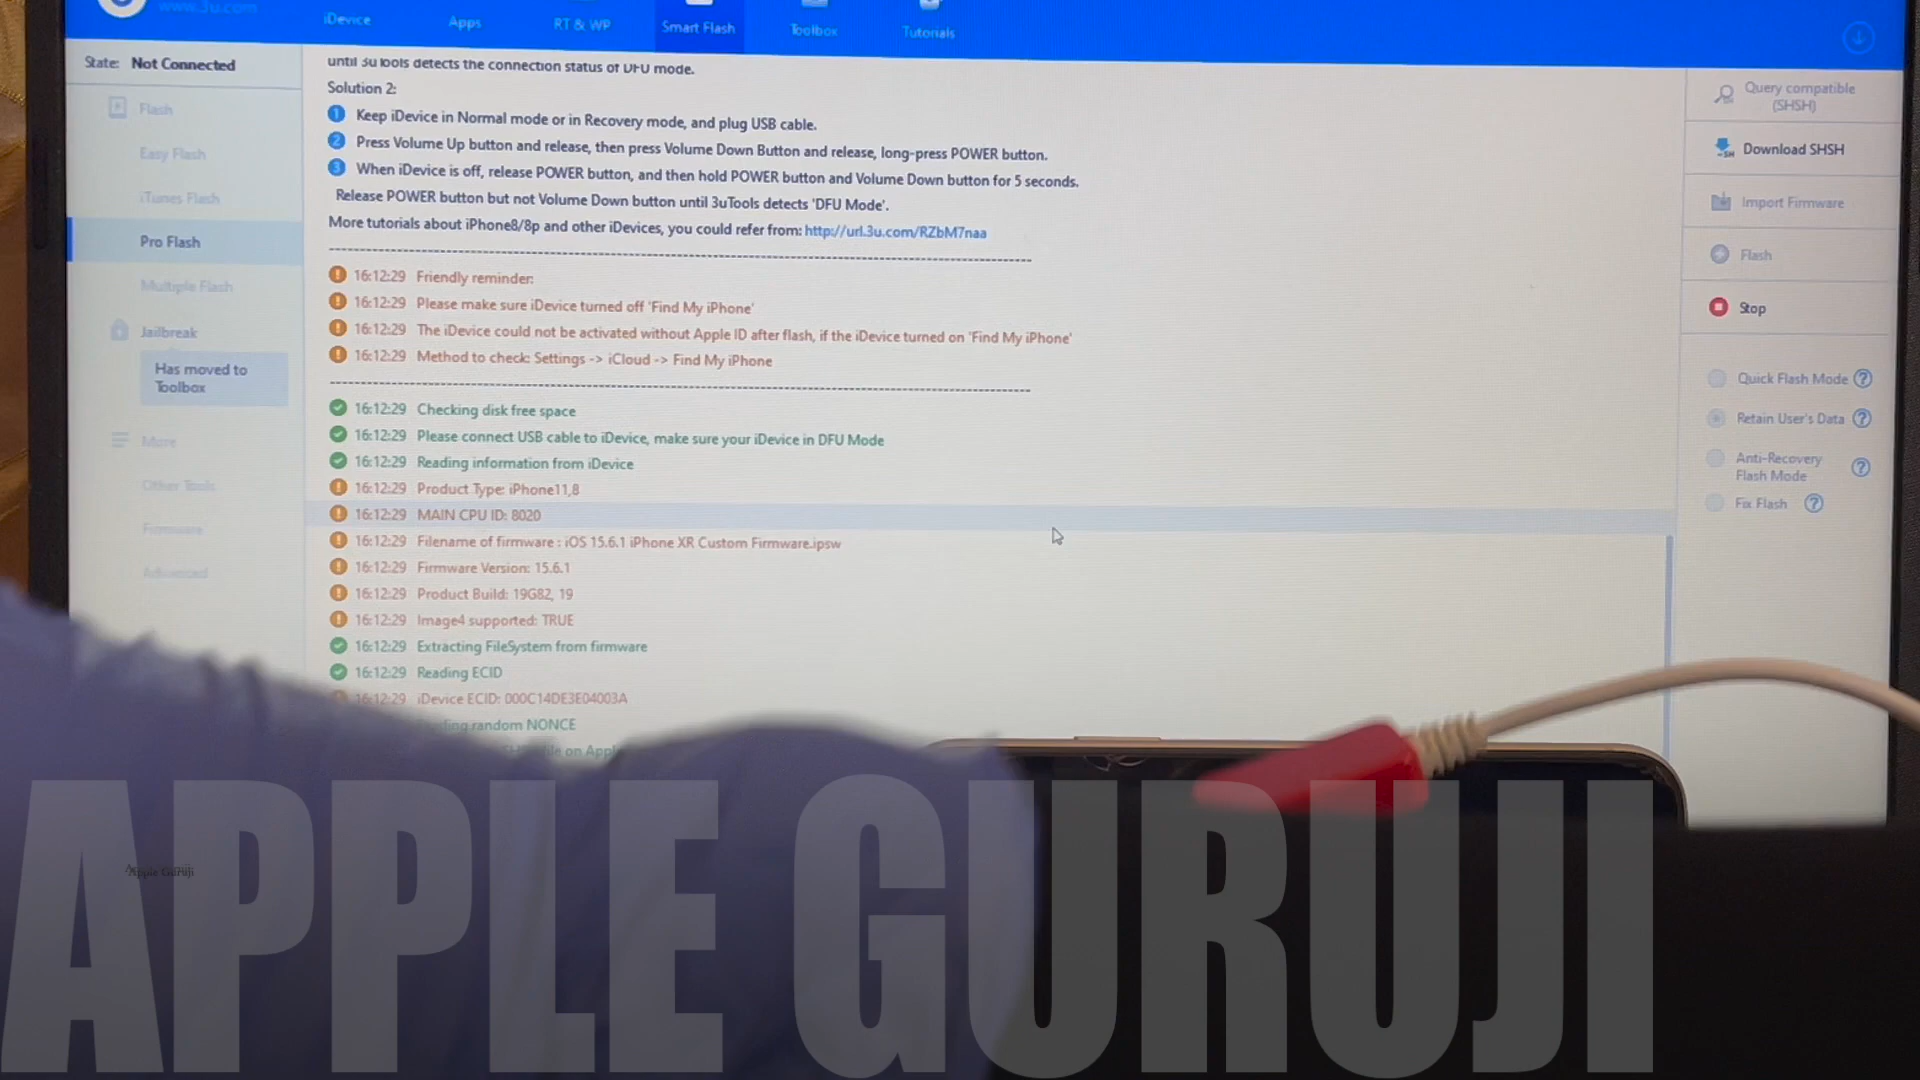 www.3u.com
iDevice
Apps
RT & WP
Smart Flash
Toolbox
Tutorials
State: Not Connected
Flash
Easy Flash
iTunes Flash
Pro Flash
Multiple Flash
Jailbreak
Has moved to
Toolbox
More
Other Tools
Firmware
Advanced
until 3uTools detects the connection status of DFU mode.
Solution 2:
1 Keep iDevice in Normal mode or in Recovery mode, and plug USB cable.
2 Press Volume Up button and release, then press Volume Down Button and release, long-press POWER button.
3 When iDevice is off, release POWER button, and then hold POWER button and Volume Down button for 5 seconds.
Release POWER button but not Volume Down button until 3uTools detects 'DFU Mode'.
More tutorials about iPhone8/8p and other iDevices, you could refer from: http://url.3u.com/RZbM7naa
16:12:29 Friendly reminder:
16:12:29 Please make sure iDevice turned off 'Find My iPhone'
16:12:29 The iDevice could not be activated without Apple ID after flash, if the iDevice turned on 'Find My iPhone'
16:12:29 Method to check: Settings -> iCloud -> Find My iPhone
16:12:29 Checking disk free space
16:12:29 Please connect USB cable to iDevice, make sure your iDevice in DFU Mode
16:12:29 Reading information from iDevice
16:12:29 Product Type: iPhone11,8
16:12:29 MAIN CPU ID: 8020
16:12:29 Filename of firmware : iOS 15.6.1 iPhone XR Custom Firmware.ipsw
16:12:29 Firmware Version: 15.6.1
16:12:29 Product Build: 19G82, 19
16:12:29 Image4 supported: TRUE
16:12:29 Extracting FileSystem from firmware
16:12:29 Reading ECID
16:12:29 iDevice ECID: 000C14DE3E04003A
random NONCE
file on
Query compatible
(SHSH)
Download SHSH
Import Firmware
Flash
Stop
Quick Flash Mode ?
Retain User's Data ?
Anti-Recovery
Flash Mode ?
Fix Flash ?
Apple Guruji
APPLE GURUJI